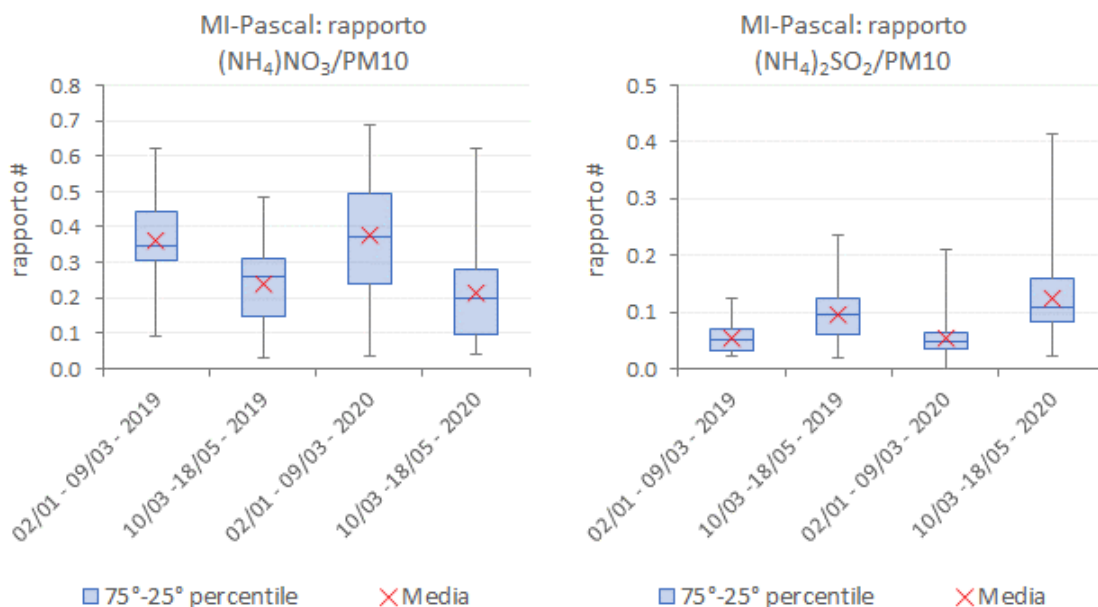 MI-Pascal: rapporto
(NH₄)NO₃/PM10
rapporto #
0.8
0.7
0.6
0.5
0.4
0.3
0.2
0.1
0.0
02/01 - 09/03 - 2019
10/03 -18/05 - 2019
02/01 - 09/03 - 2020
10/03 -18/05 - 2020
75°-25° percentile
Media
MI-Pascal: rapporto
(NH₄)₂SO₂/PM10
rapporto #
0.5
0.4
0.3
0.2
0.1
0.0
02/01 - 09/03 - 2019
10/03 -18/05 - 2019
02/01 - 09/03 - 2020
10/03 -18/05 - 2020
75°-25° percentile
Media